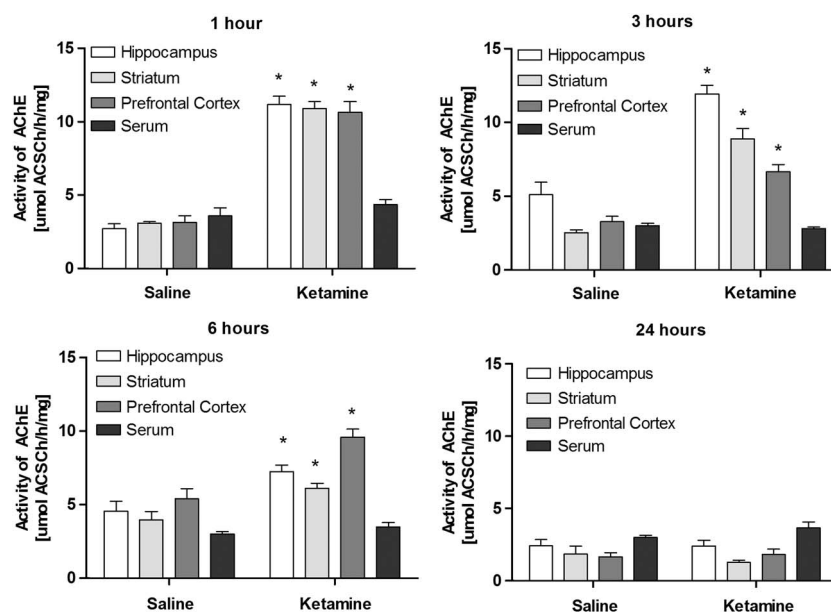 1 hour
Activity of AChE
[umol ACSCh/h/mg]
15
10
5
0
Hippocampus
Striatum
Prefrontal Cortex
Serum
* * *
Saline Ketamine
3 hours
Activity of AChE
[umol ACSCh/h/mg]
15
10
5
0
Hippocampus
Striatum
Prefrontal Cortex
Serum
*
*
*
Saline Ketamine
6 hours
Activity of AChE
[umol ACSCh/h/mg]
15
10
5
0
Hippocampus
Striatum
Prefrontal Cortex
Serum
*
*
*
Saline Ketamine
24 hours
Activity of AChE
[umol ACSCh/h/mg]
15
10
5
0
Hippocampus
Striatum
Prefrontal Cortex
Serum
Saline Ketamine